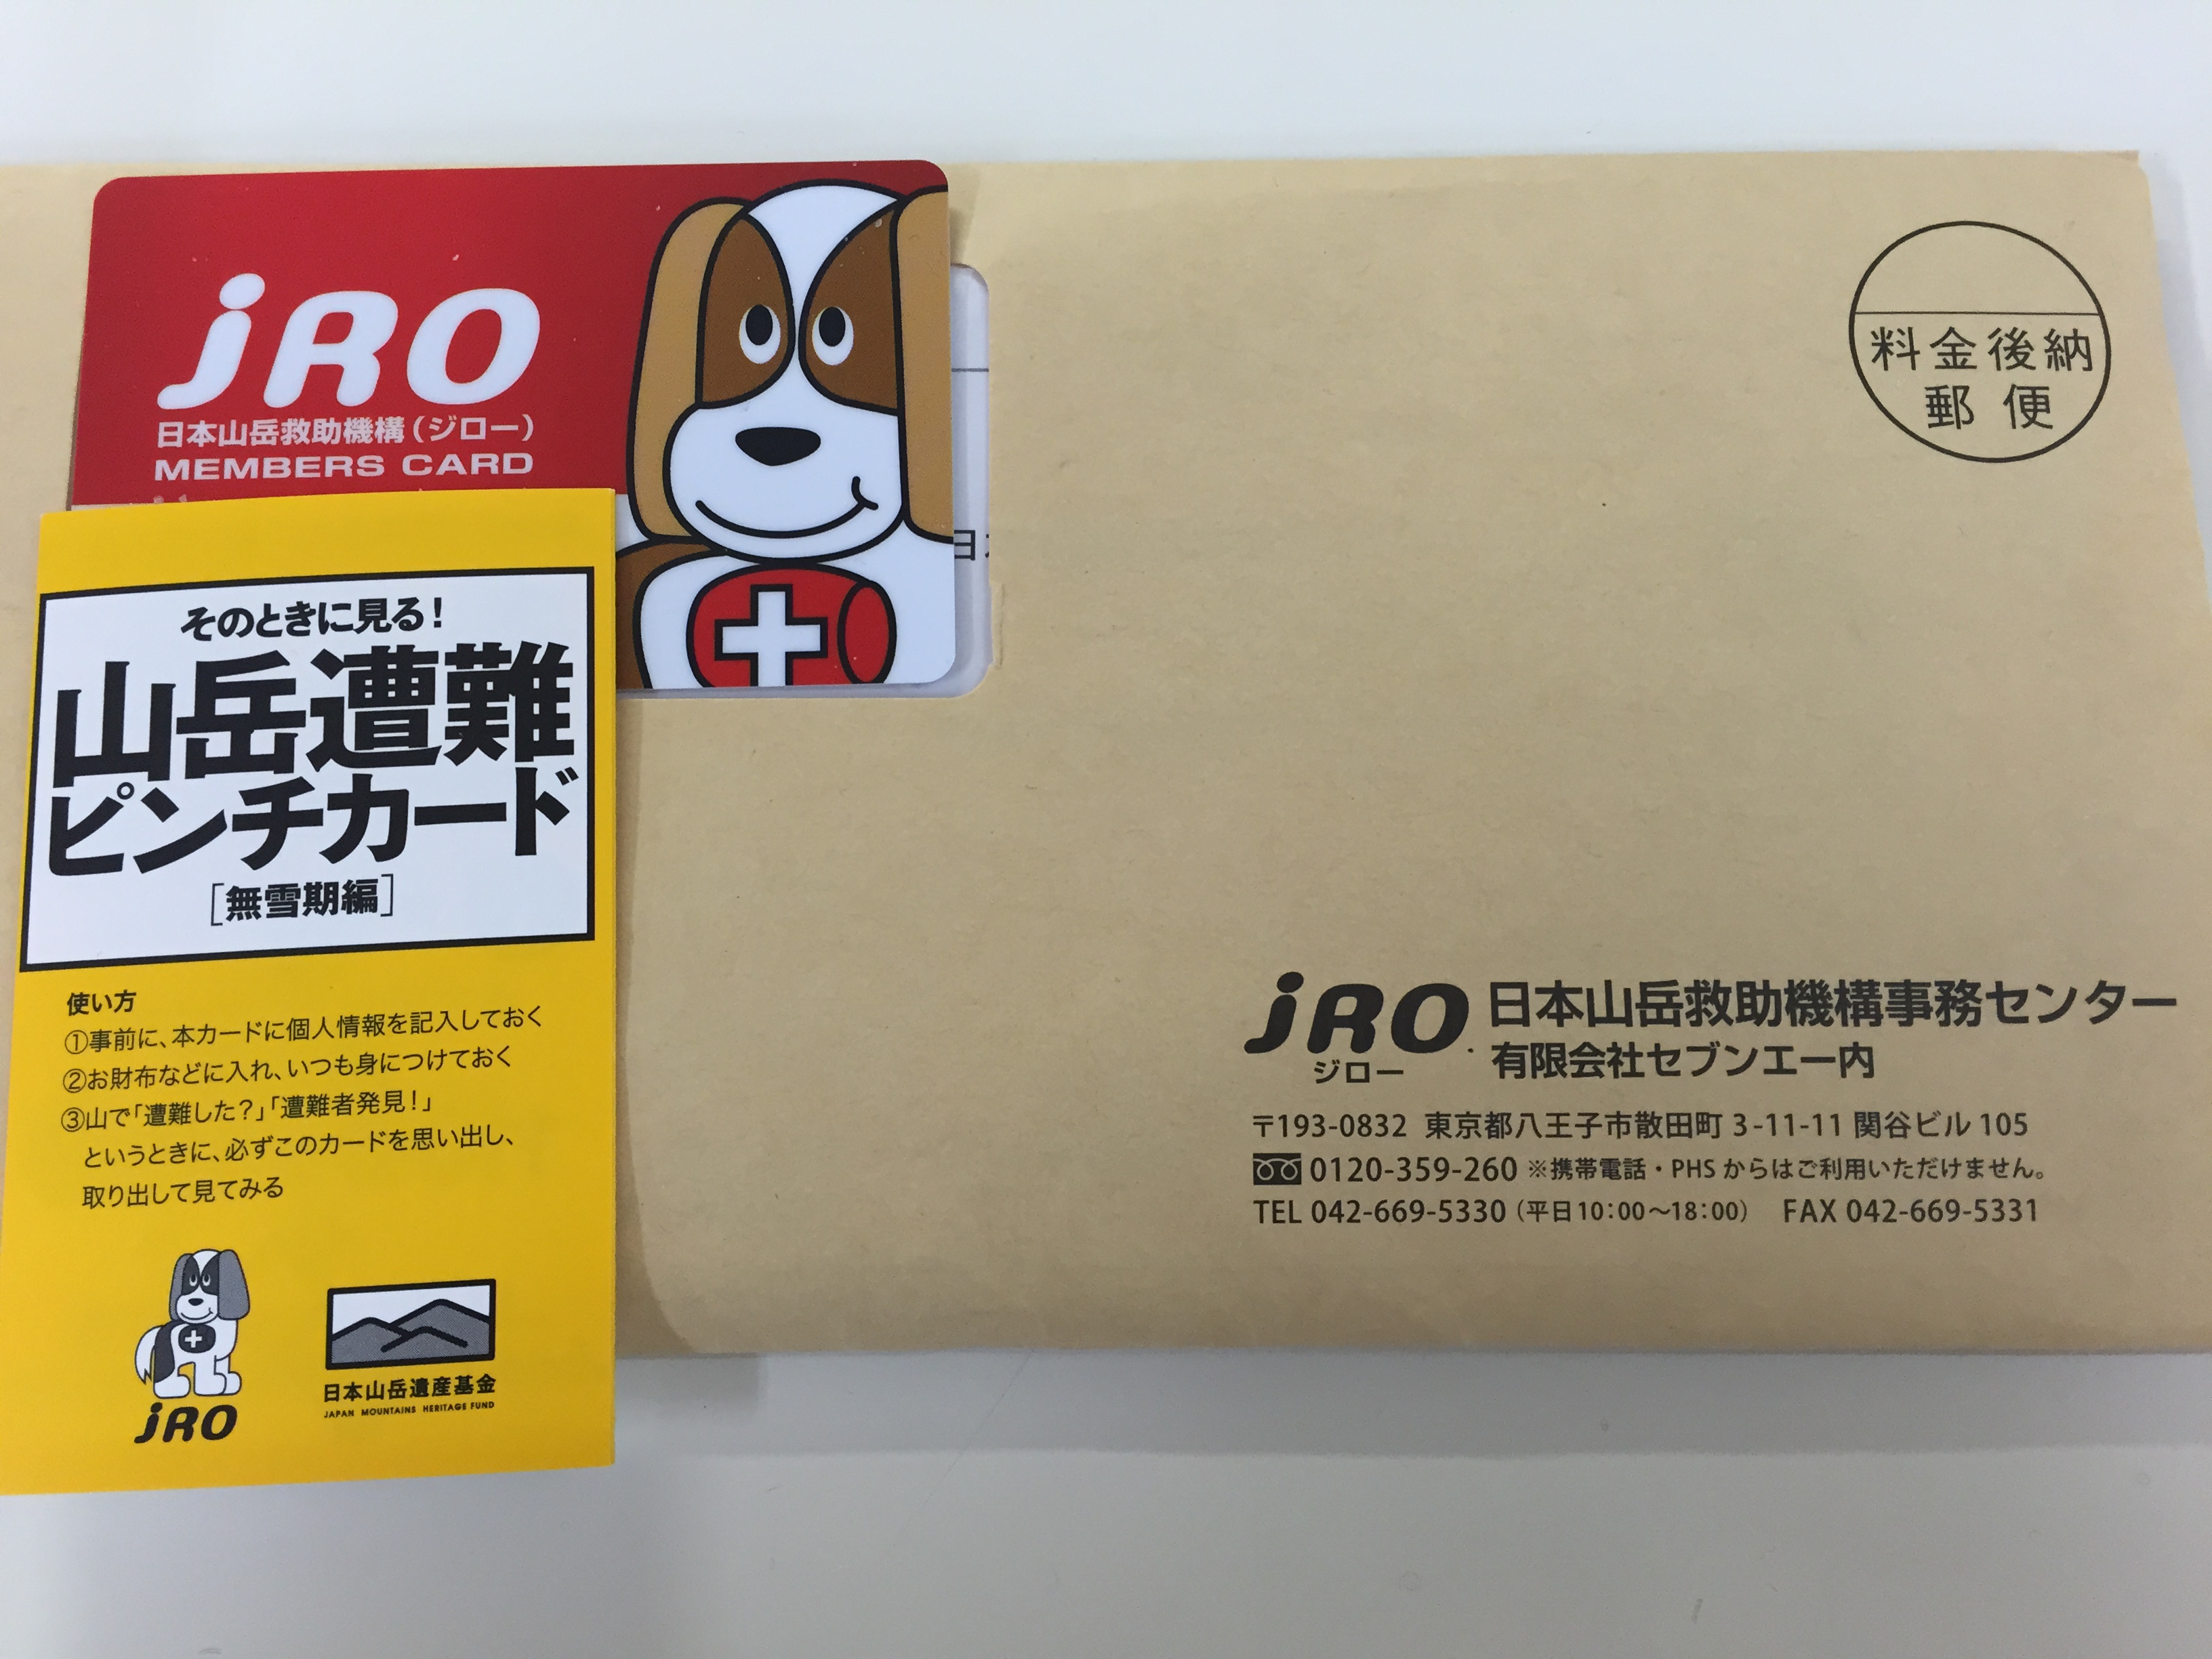 jRO
日本山岳救助機構（ジロー）
MEMBERS CARD
そのときに見る！
山岳遭難
ピンチカード
［無雪期編］
使い方
①事前に、本カードに個人情報を記入しておく
②お財布などに入れ、いつも身につけておく
③山で「遭難した？」「遭難者発見！」
というときに、必ずこのカードを思い出し、
取り出して見てみる
jRO
日本山岳遺産基金
JAPAN MOUNTAINS HERITAGE FUND
料金後納
郵便
jRO 日本山岳救助機構事務センター
ジロー 有限会社セブンエー内
〒193-0832 東京都八王子市散田町 3-11-11 関谷ビル 105
0120-359-260 ※携帯電話・PHSからはご利用いただけません。
TEL 042-669-5330（平日10：00～18：00） FAX 042-669-5331